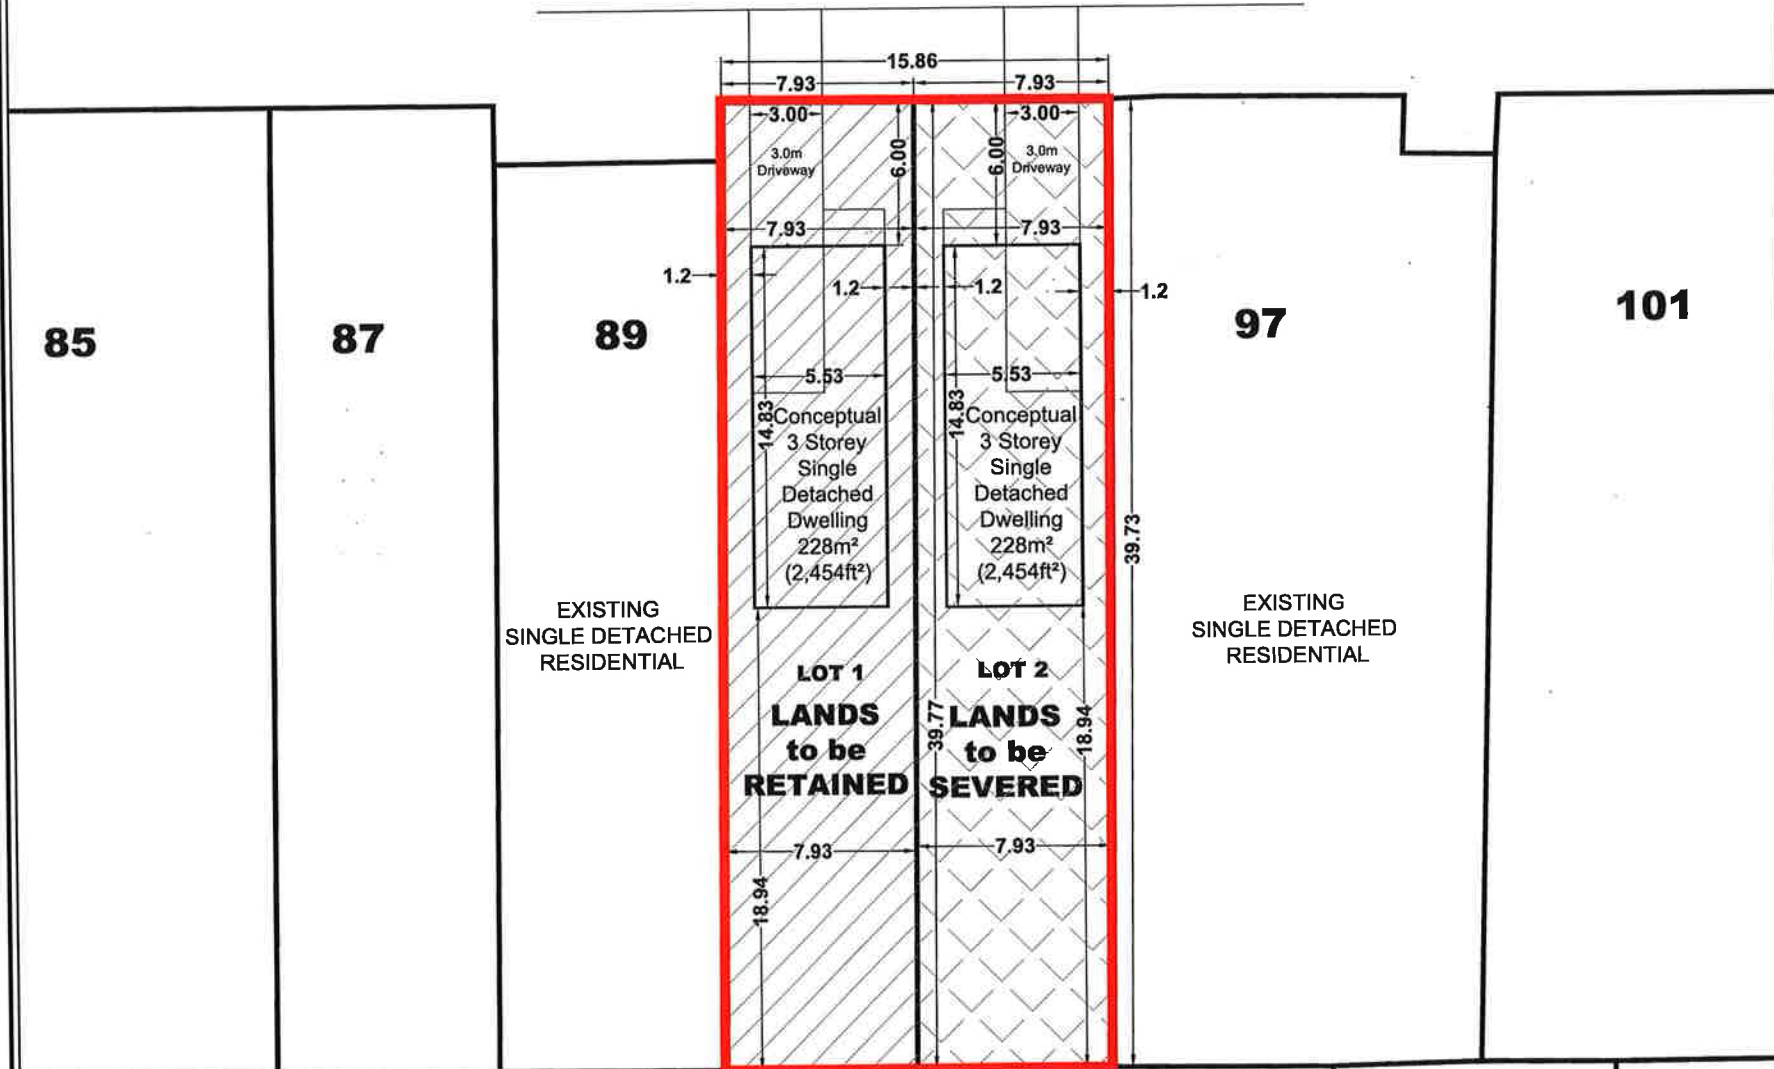 15.86
7.93
7.93
3.00
3.00
3.0m
Driveway
6.00
6.00
3.0m
Driveway
7.93
7.93
1.2
1.2
1.2
1.2
85
87
89
97
101
5.53
5.53
14.83
14.83
Conceptual
3 Storey
Single
Detached
Dwelling
228m²
(2,454ft²)
Conceptual
3 Storey
Single
Detached
Dwelling
228m²
(2,454ft²)
39.73
EXISTING
SINGLE DETACHED
RESIDENTIAL
EXISTING
SINGLE DETACHED
RESIDENTIAL
LOT 1
LANDS
to be
RETAINED
39.77
LOT 2
LANDS
to be
SEVERED
18.94
7.93
7.93
18.94